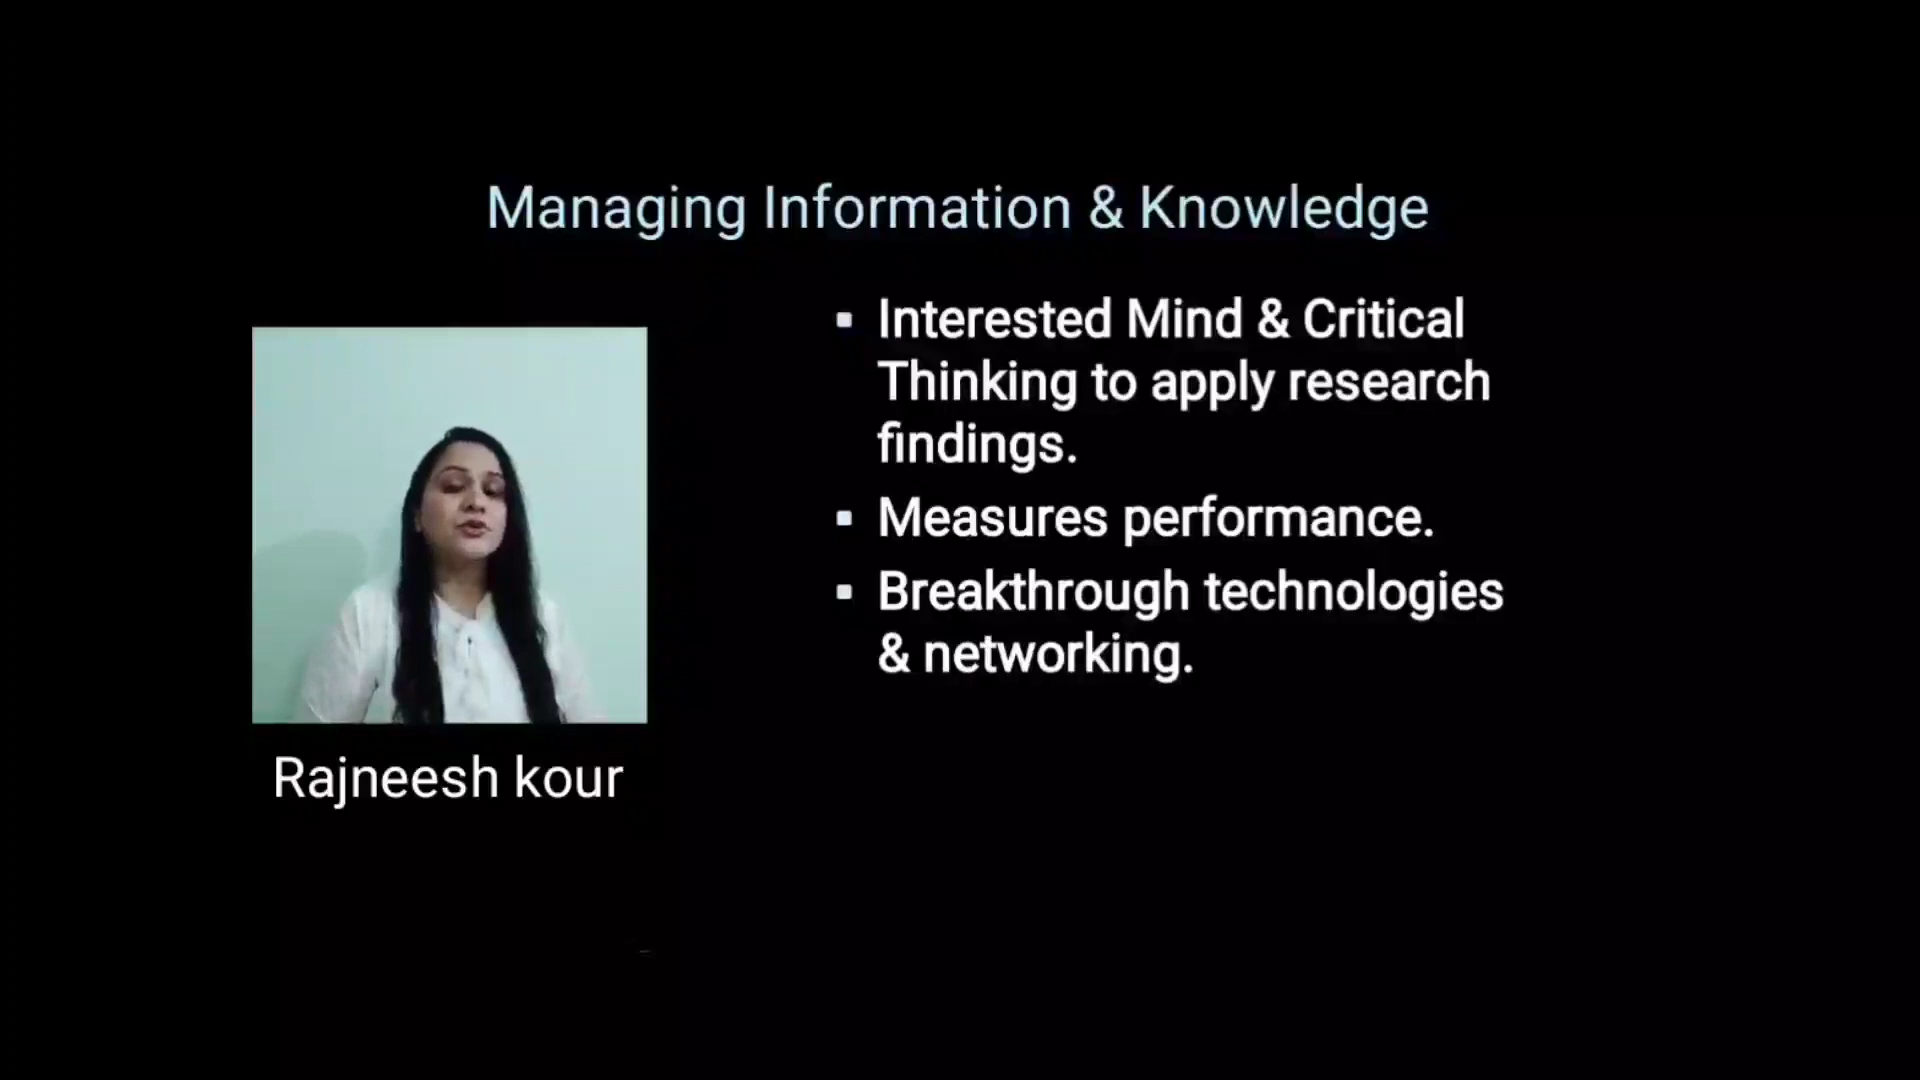 Managing Information & Knowledge
Interested Mind & Critical
Thinking to apply research
findings.
Measures performance.
Breakthrough technologies
& networking.
Rajneesh kour